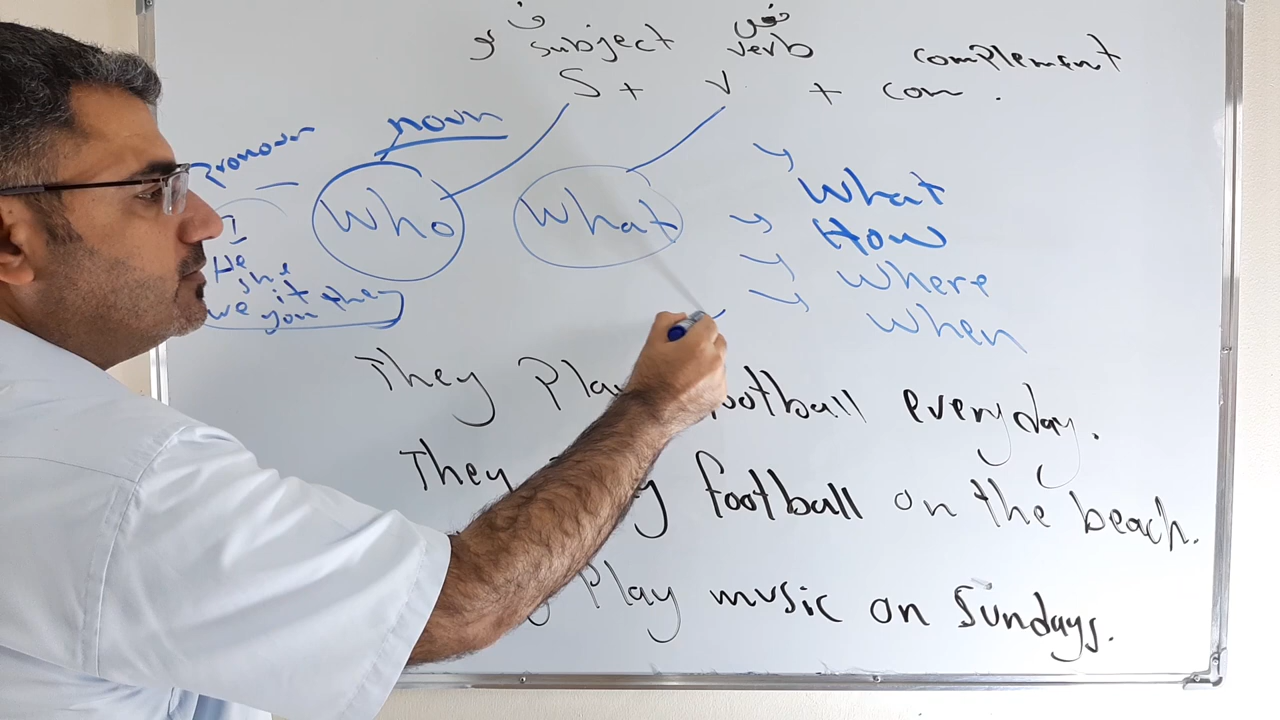 subject verb complement
S + V + com.
Pronoun noun
Who What What
I How
He
she Where
we it they
you When
They Play football everyday.
They football on the beach.
Play music on Sundays.